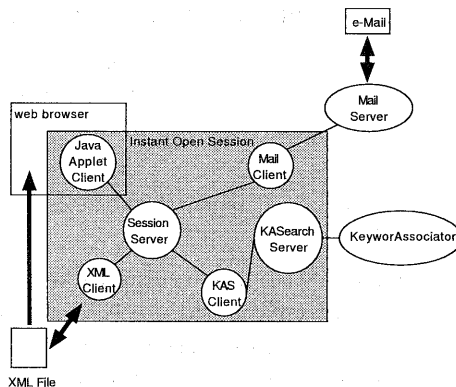 e-Mail
Mail
Server
web browser
Instant Open Session
Java
Applet
Client
Mail
Client
Session
Server
KASearch
Server
KeyworAssociator
XML
Client
KAS
Client
XML File